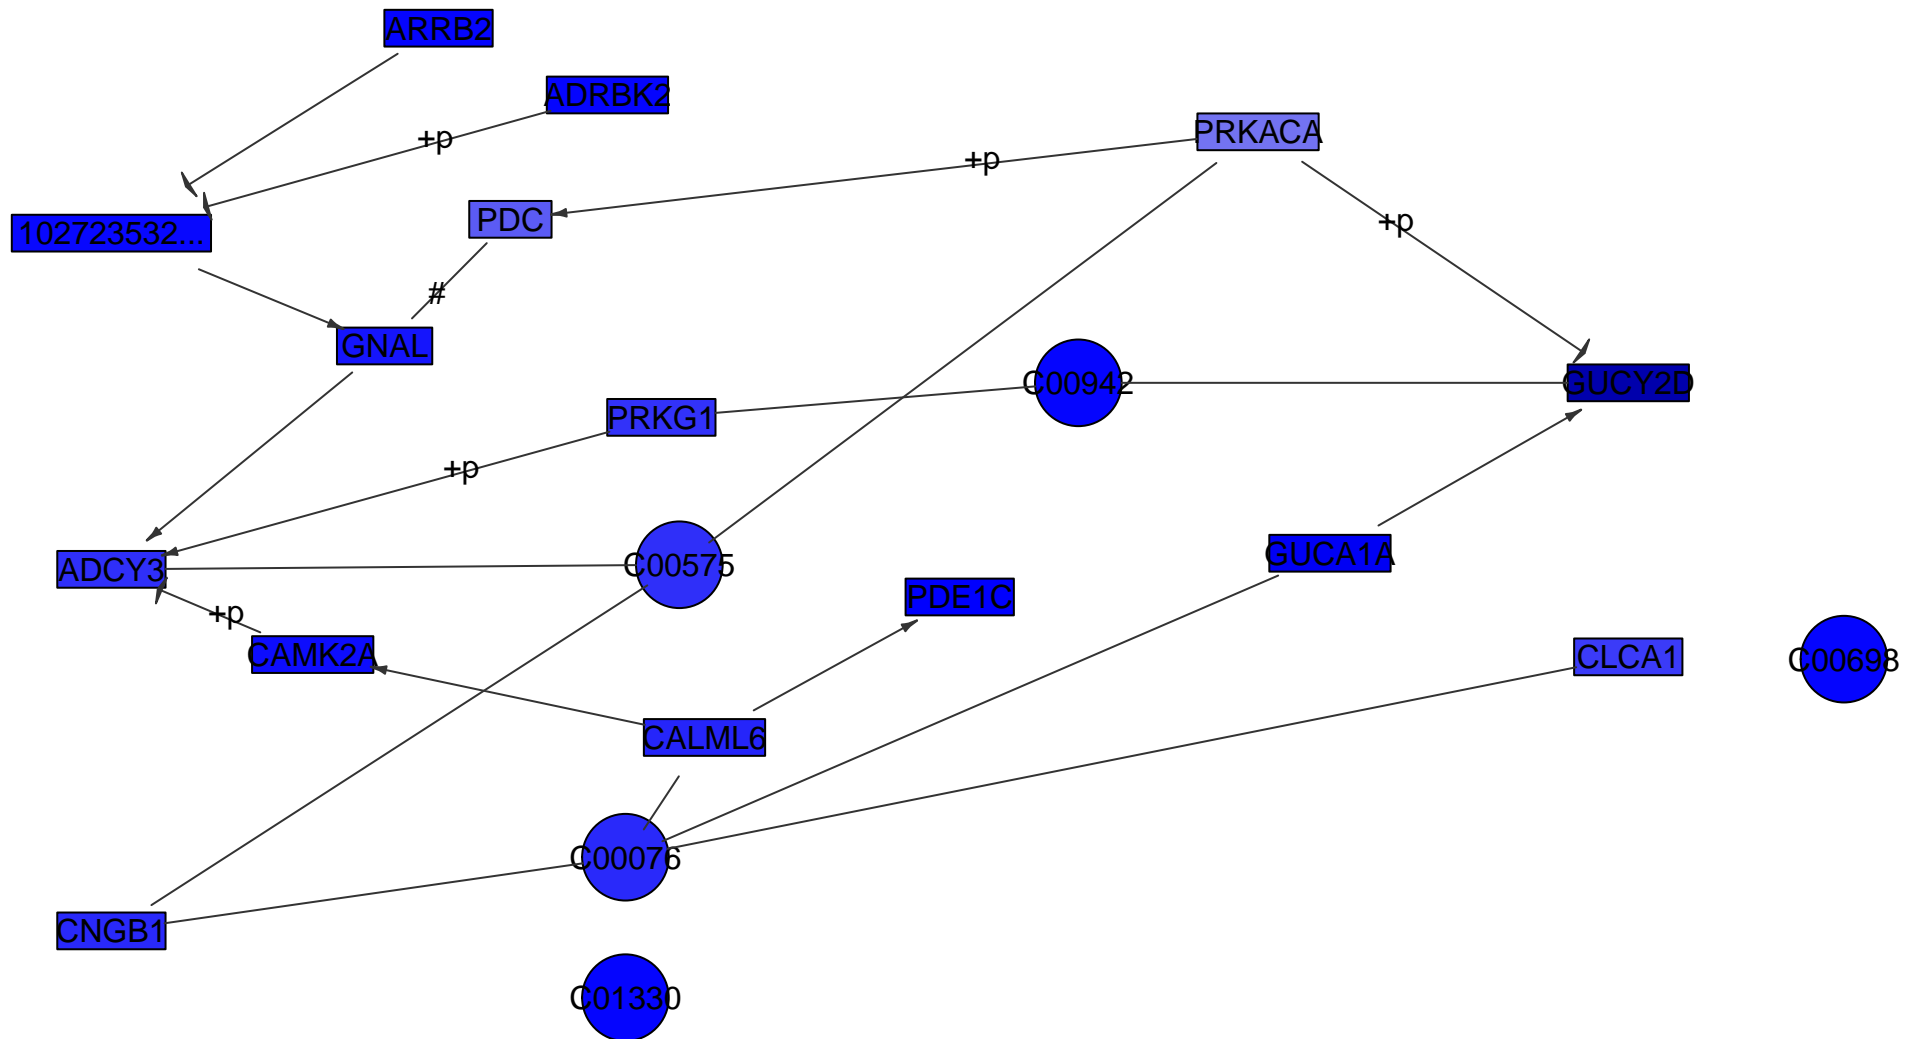 ARRB2
ADRBK2
PRKACA
+p
+p
PDC
+p
102723532...
#
GNAL
C00942
GUCY2D
PRKG1
+p
GUCA1A
C00575
ADCY3
PDE1C
+p
CAMK2A
CLCA1
C00698
CALML6
C00076
CNGB1
C01330